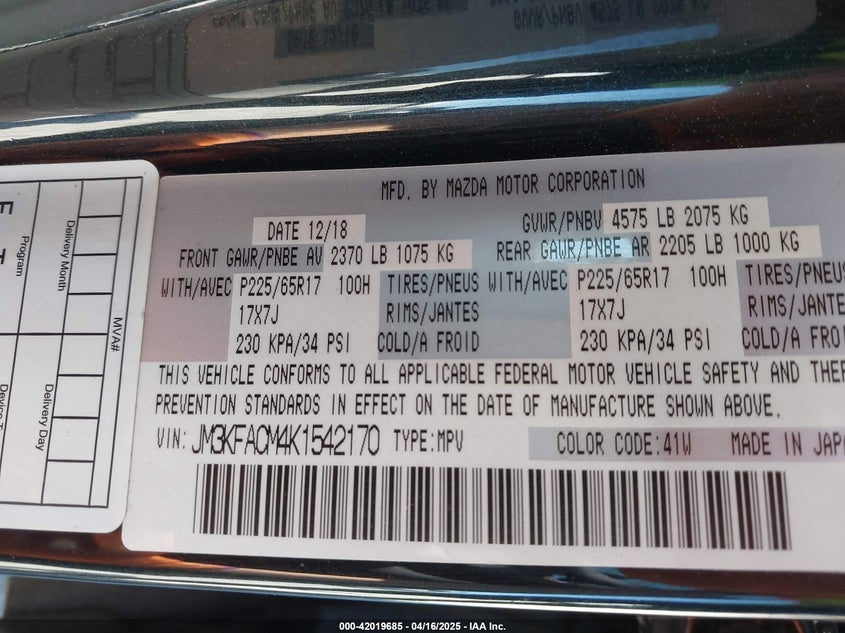 MFD. BY MAZDA MOTOR CORPORATION
DATE 12/18
GVWR/PNBV 4575 LB 2075 KG
FRONT GAWR/PNBE AV 2370 LB 1075 KG
REAR GAWR/PNBE AR 2205 LB 1000 KG
WITH/AVEC P225/65R17 100H TIRES/PNEUS WITH/AVEC P225/65R17 100H TIRES/PNEUS
17X7J RIMS/JANTES 17X7J RIMS/JANTES
230 KPA/34 PSI COLD/A FROID 230 KPA/34 PSI COLD/A FROI
THIS VEHICLE CONFORMS TO ALL APPLICABLE FEDERAL MOTOR VEHICLE SAFETY AND THEF
PREVENTION STANDARDS IN EFFECT ON THE DATE OF MANUFACTURE SHOWN ABOVE.
VIN: JM3KFACM4K1542170 TYPE:MPV COLOR CODE:41W MADE IN JAPA
Program
Delivery Month
MVA#
Delivery Day
000-42019685 - 04/16/2025 - IAA Inc.